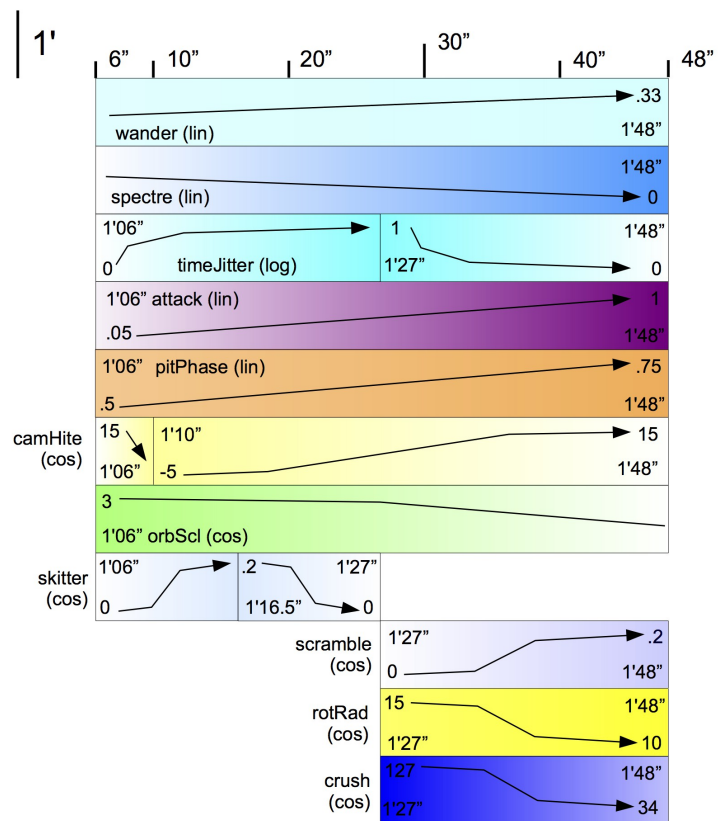 1'
6” 10” 20” 30” 40” 48”
.33
wander (lin) 1'48”
1'48”
spectre (lin) 0
1'06” 1 1'48”
0 timeJitter (log) 1'27” 0
1'06” attack (lin) 1
.05 1'48”
1'06” pitPhase (lin) .75
.5 1'48”
camHite 15 1'10” 15
(cos) 1'06” -5 1'48”
3
1'06” orbScl (cos)
skitter 1'06” .2 1'27”
(cos) 0 1'16.5” 0
scramble 1'27” .2
(cos) 0 1'48”
rotRad 15 1'48”
(cos) 1'27” 10
crush 127 1'48”
(cos) 1'27” 34